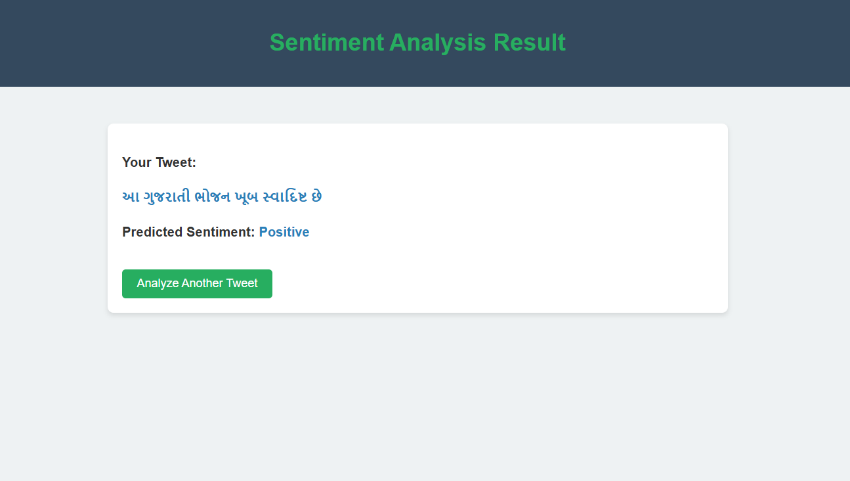 Sentiment Analysis Result
Your Tweet:
આ ગુજરાતી ભોજન ખૂબ સ્વાદિષ્ટ છે
Predicted Sentiment: Positive
Analyze Another Tweet